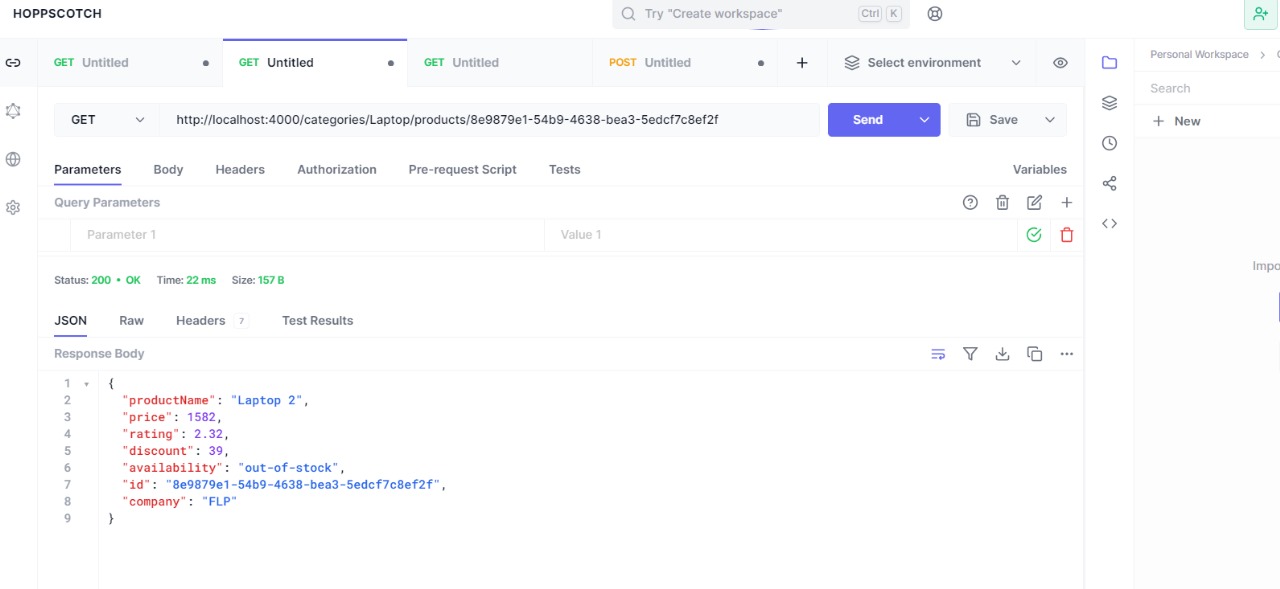 HOPPSCOTCH
Try "Create workspace" Ctrl K
GET Untitled GET Untitled GET Untitled POST Untitled Select environment
Personal Workspace
Search
New
GET http://localhost:4000/categories/Laptop/products/8e9879e1-54b9-4638-bea3-5edcf7c8ef2f Send Save
Parameters Body Headers Authorization Pre-request Script Tests Variables
Query Parameters
Parameter 1 Value 1
Status: 200 • OK Time: 22 ms Size: 157 B
JSON Raw Headers 7 Test Results
Response Body
1 {
2 "productName": "Laptop 2",
3 "price": 1582,
4 "rating": 2.32,
5 "discount": 39,
6 "availability": "out-of-stock",
7 "id": "8e9879e1-54b9-4638-bea3-5edcf7c8ef2f",
8 "company": "FLP"
9 }